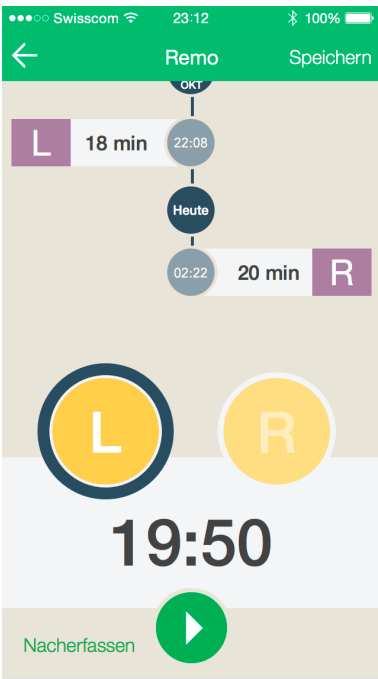 Swisscom 23:12 100%
Remo Speichern
OKT
L 18 min 22:08
Heute
02:22 20 min R
L R
19:50
Nacherfassen